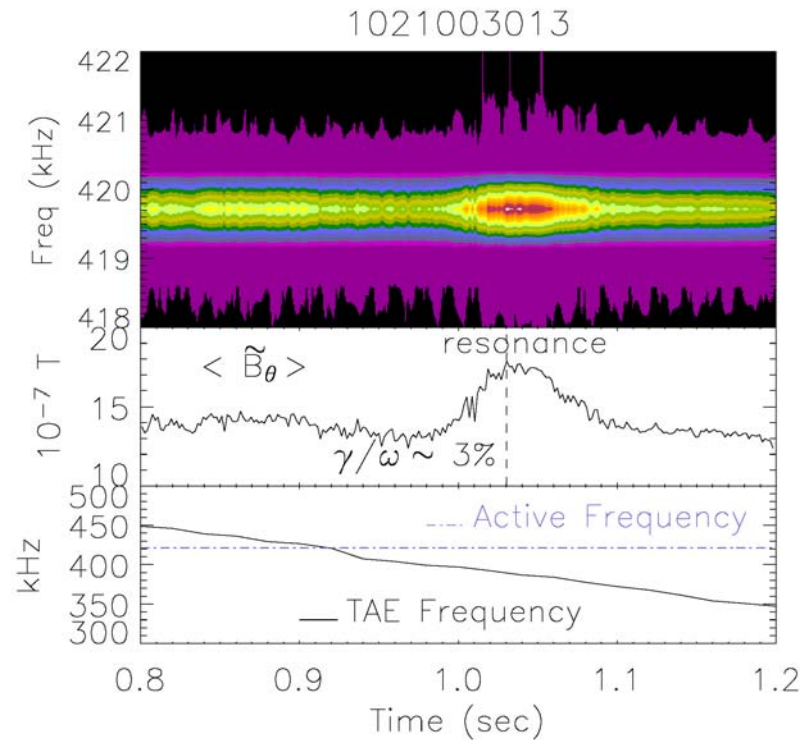 1021003013
422
421
420
419
418
Freq (kHz)
20
15
10
10⁻⁷ T
< B̃θ >
resonance
γ/ω ~ 3%
500
450
400
350
300
kHz
Active Frequency
TAE Frequency
0.8 0.9 1.0 1.1 1.2
Time (sec)